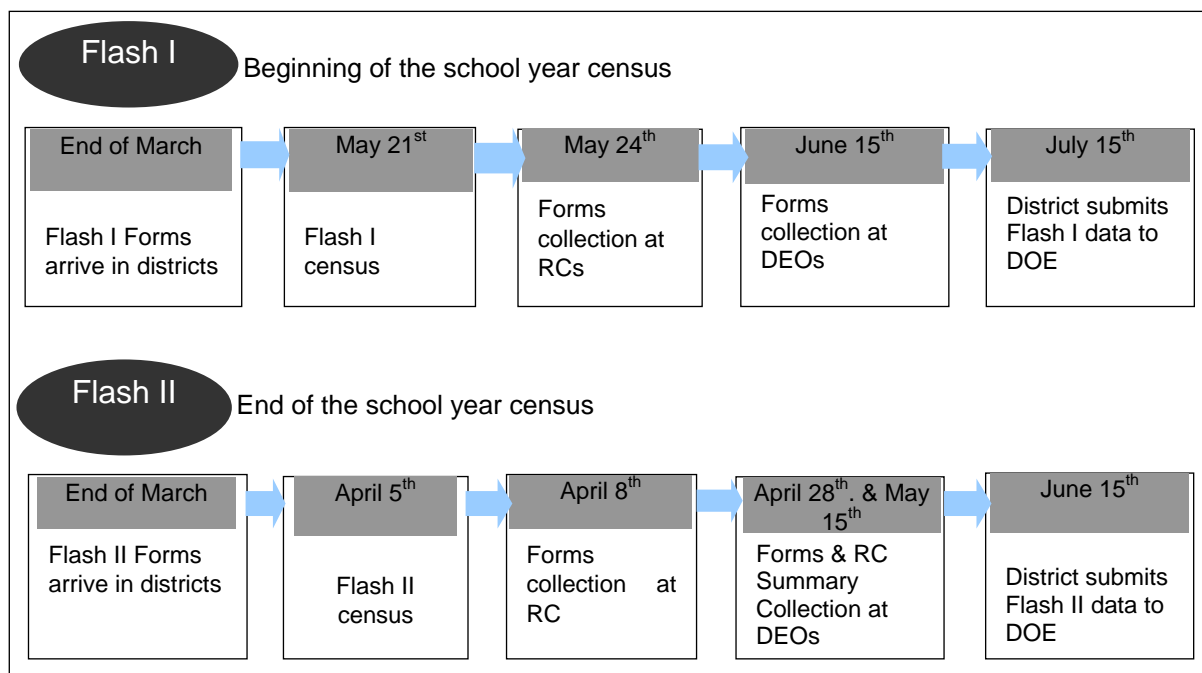 Flash I
Beginning of the school year census
End of March
Flash I Forms
arrive in districts
May 21st
Flash I
census
May 24th
Forms
collection at
RCs
June 15th
Forms
collection at
DEOs
July 15th
District submits
Flash I data to
DOE
Flash II
End of the school year census
End of March
Flash II Forms
arrive in districts
April 5th
Flash II
census
April 8th
Forms
collection at
RC
April 28th. & May
15th
Forms & RC
Summary
Collection at
DEOs
June 15th
District submits
Flash II data to
DOE